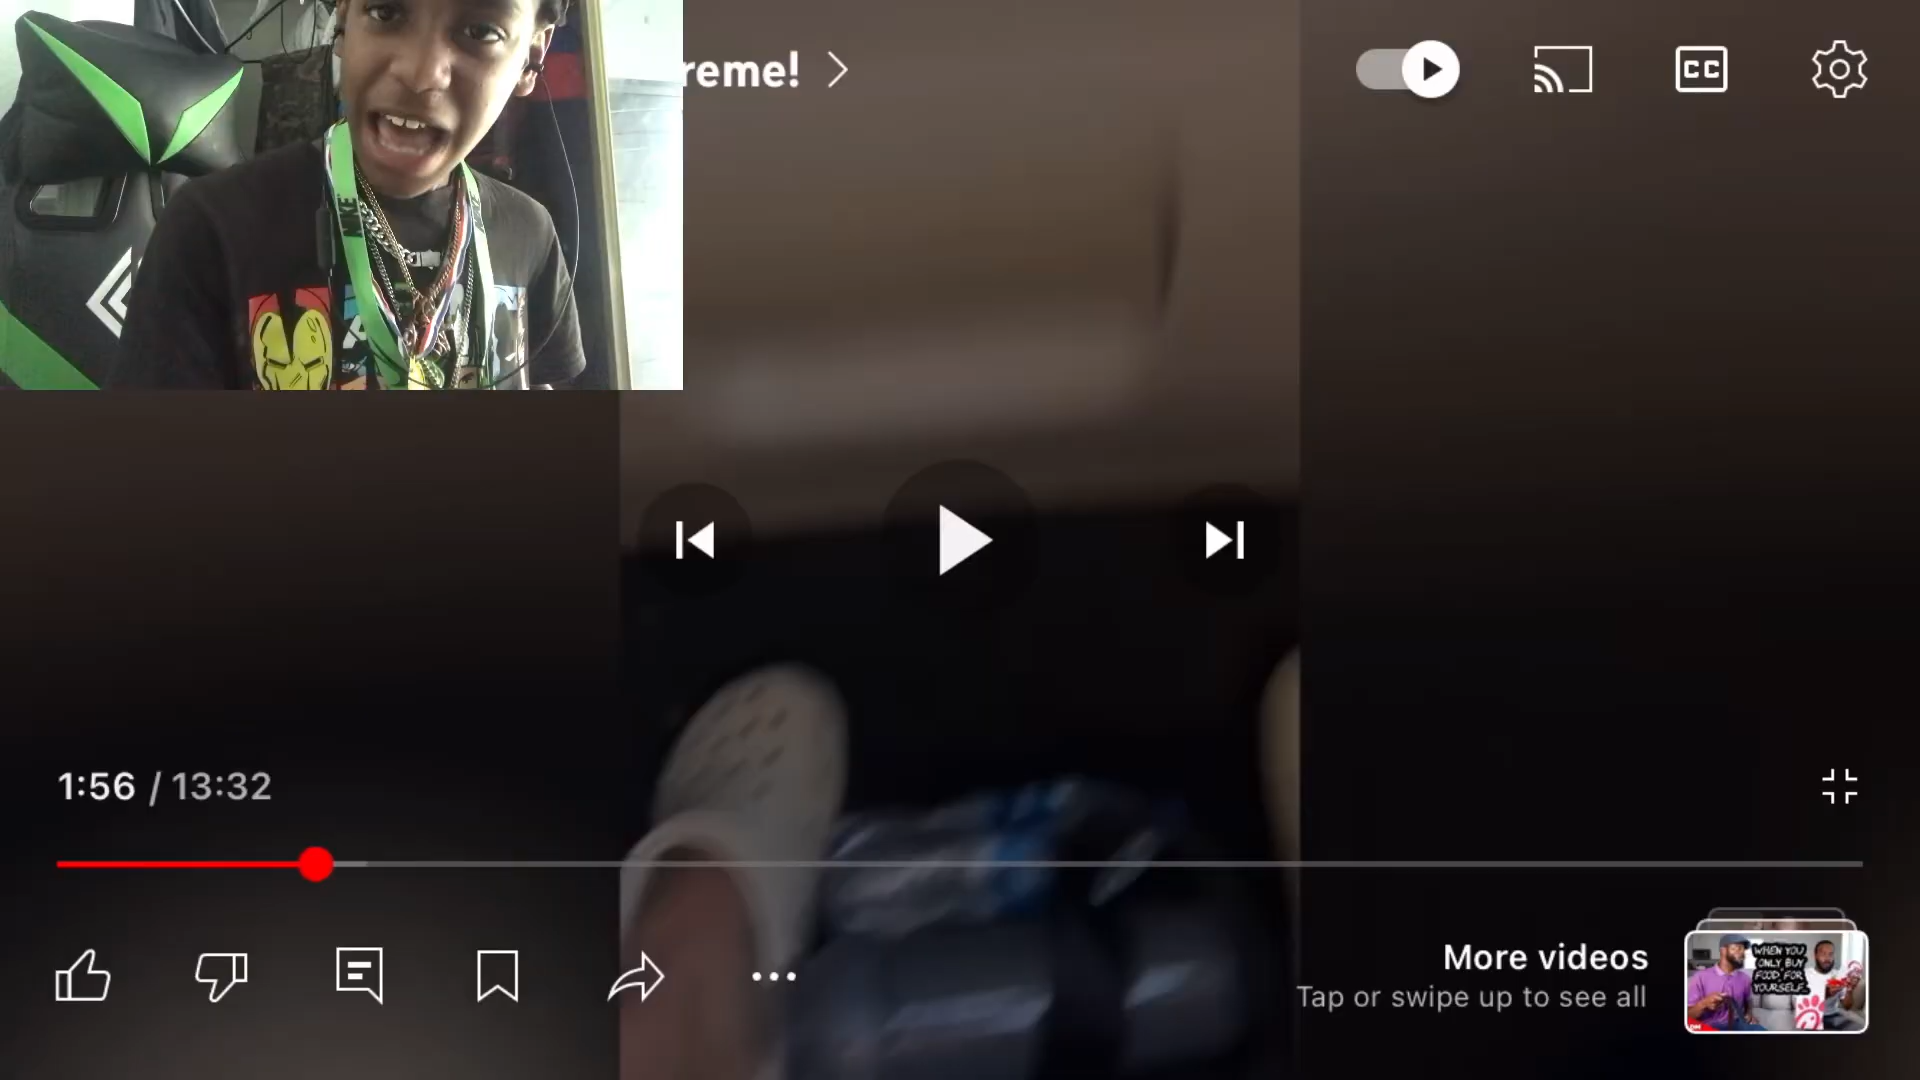 reme!
CC
NIKE
1:56 / 13:32
More videos
Tap or swipe up to see all
WHEN YOU
ONLY BUY
FOOD FOR
YOURSELF